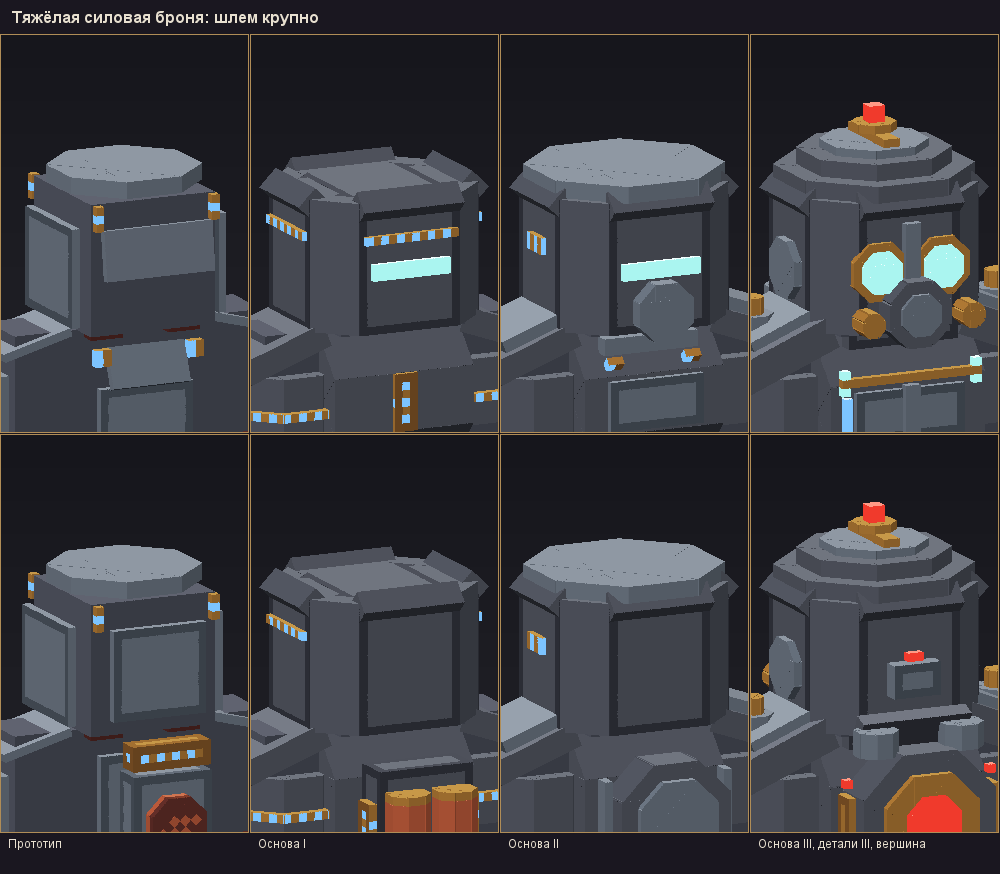 Тяжёлая силовая броня: шлем крупно
Прототип
Основа I
Основа II
Основа III, детали III, вершина